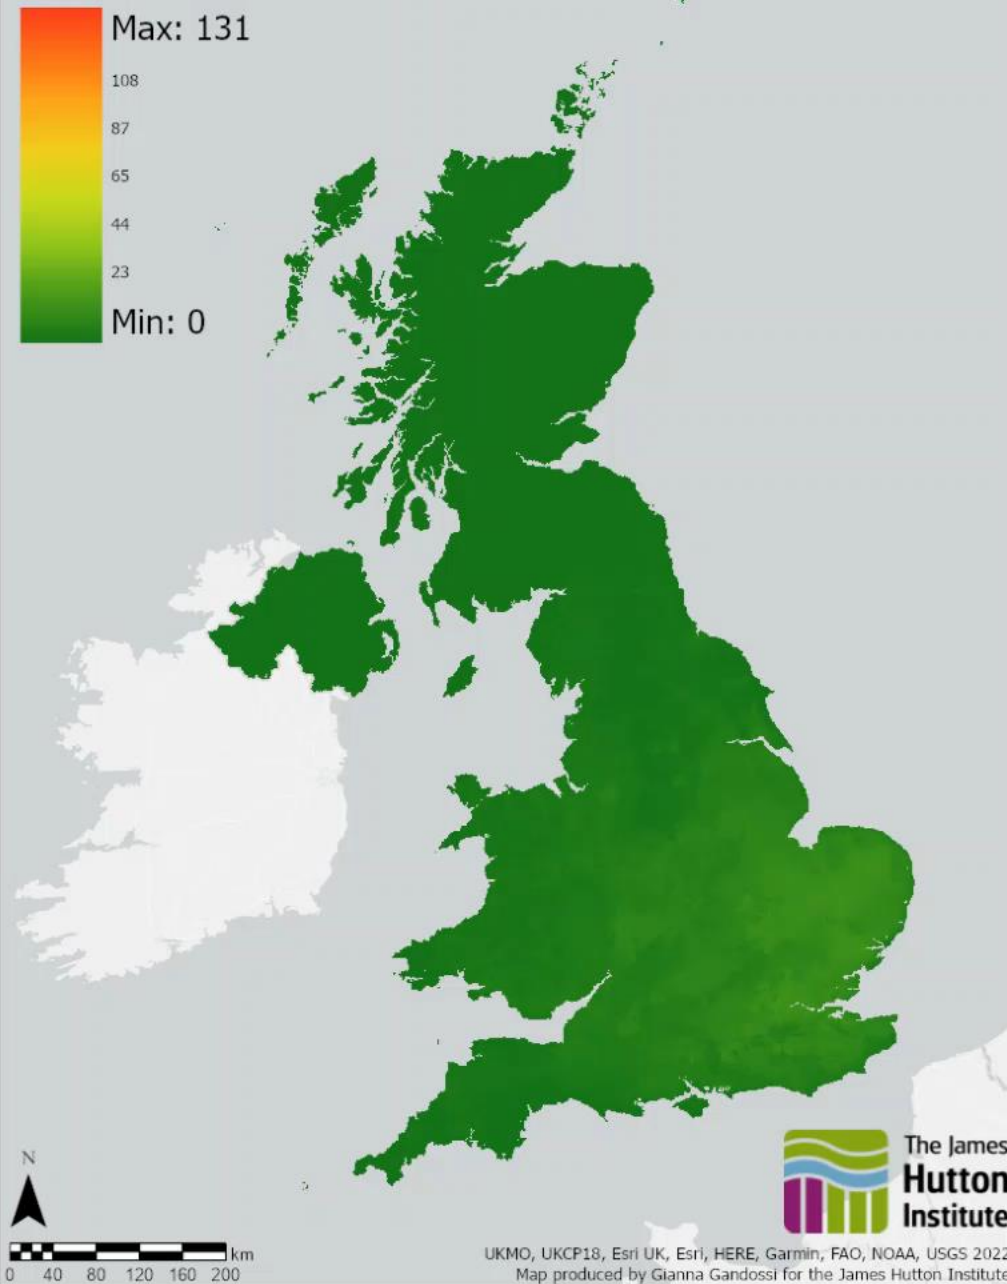 Max: 131
108
87
65
44
23
Min: 0
N
km
0 40 80 120 160 200
The James
Hutton
Institute
UKMO, UKCP18, Esri UK, Esri, HERE, Garmin, FAO, NOAA, USGS 2022
Map produced by Gianna Gandossi for the James Hutton Institute